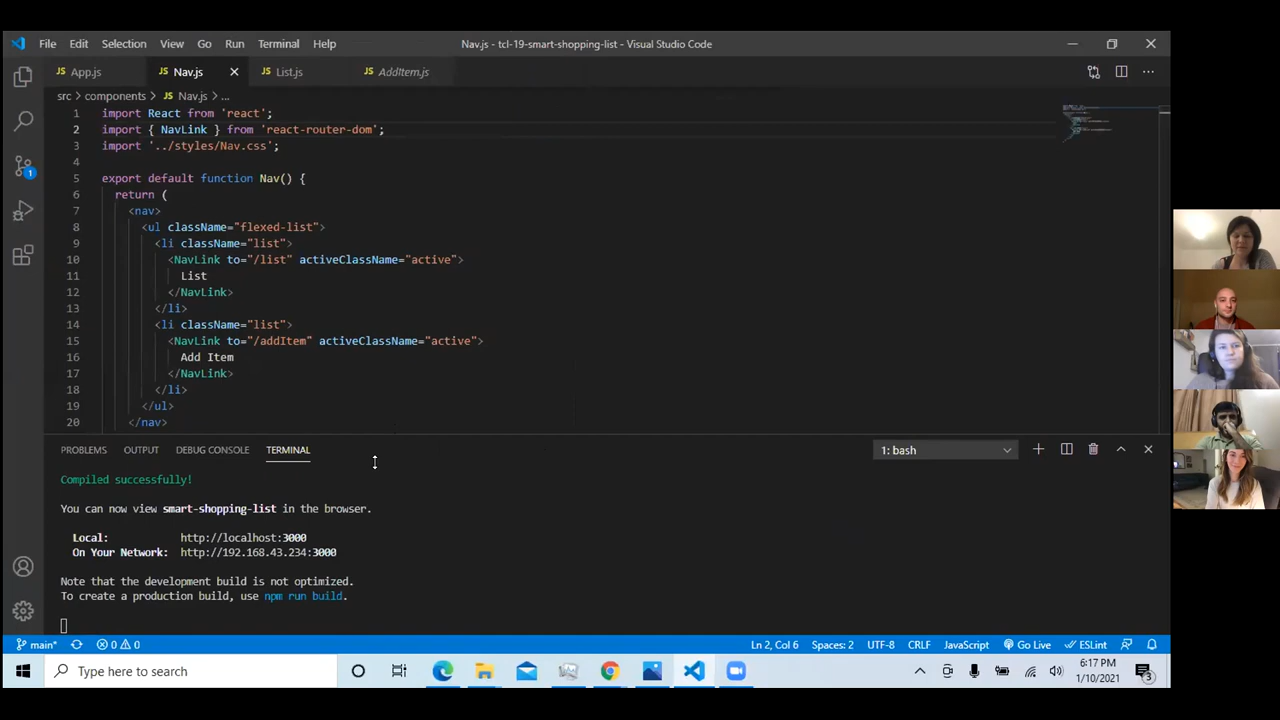 File Edit Selection View Go Run Terminal Help
Nav.js - tcl-19-smart-shopping-list - Visual Studio Code
JS App.js JS Nav.js JS List.js JS AddItem.js
src > components > JS Nav.js > ...
1 import React from 'react';
2 import { NavLink } from 'react-router-dom';
3 import '../styles/Nav.css';
4
5 export default function Nav() {
6 return (
7 <nav>
8 <ul className="flexed-list">
9 <li className="list">
10 <NavLink to="/list" activeClassName="active">
11 List
12 </NavLink>
13 </li>
14 <li className="list">
15 <NavLink to="/addItem" activeClassName="active">
16 Add Item
17 </NavLink>
18 </li>
19 </ul>
20 </nav>
1
PROBLEMS OUTPUT DEBUG CONSOLE TERMINAL 1: bash
Compiled successfully!
You can now view smart-shopping-list in the browser.
Local: http://localhost:3000
On Your Network: http://192.168.43.234:3000
Note that the development build is not optimized.
To create a production build, use npm run build.
main* 0 0 Ln 2, Col 6 Spaces: 2 UTF-8 CRLF JavaScript Go Live ESLint
Type here to search
6:17 PM
1/10/2021
3